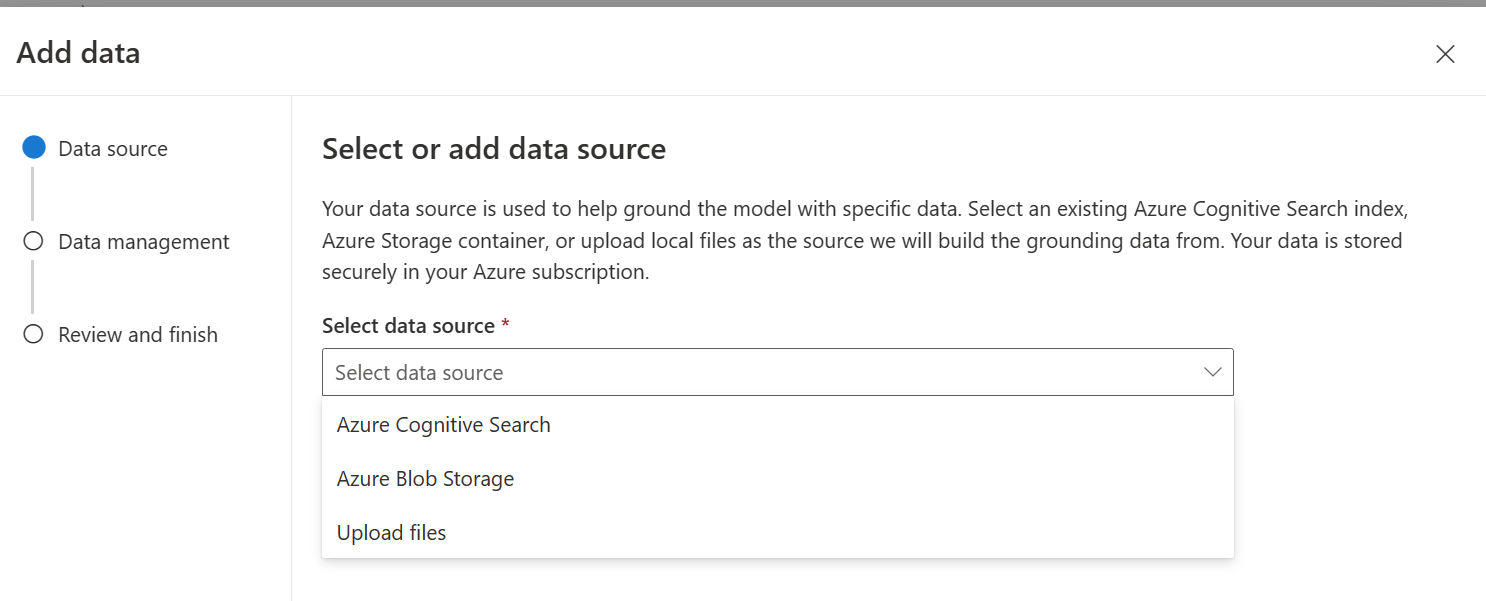 Add data
Data source
Data management
Review and finish
Select or add data source
Your data source is used to help ground the model with specific data. Select an existing Azure Cognitive Search index,
Azure Storage container, or upload local files as the source we will build the grounding data from. Your data is stored
securely in your Azure subscription.
Select data source *
Select data source
Azure Cognitive Search
Azure Blob Storage
Upload files